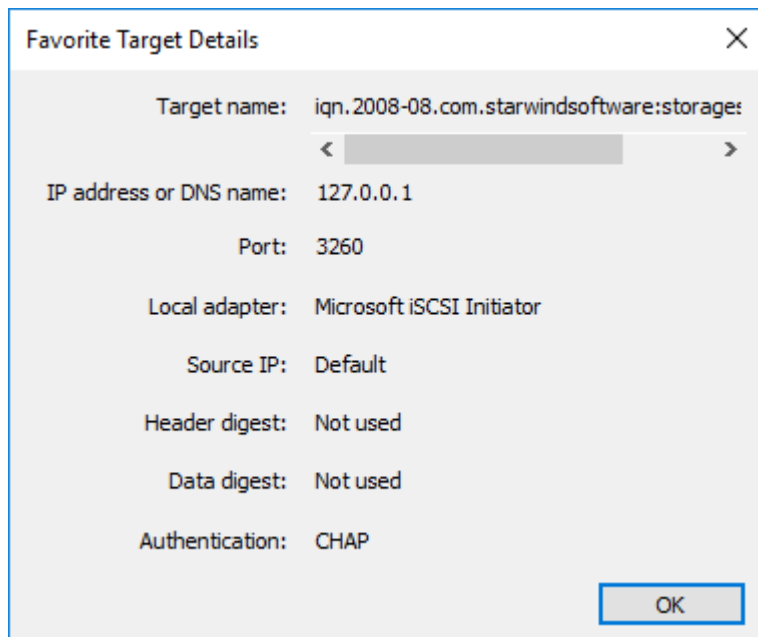 Favorite Target Details
Target name: iqn.2008-08.com.starwindsoftware:storages
IP address or DNS name: 127.0.0.1
Port: 3260
Local adapter: Microsoft iSCSI Initiator
Source IP: Default
Header digest: Not used
Data digest: Not used
Authentication: CHAP
OK